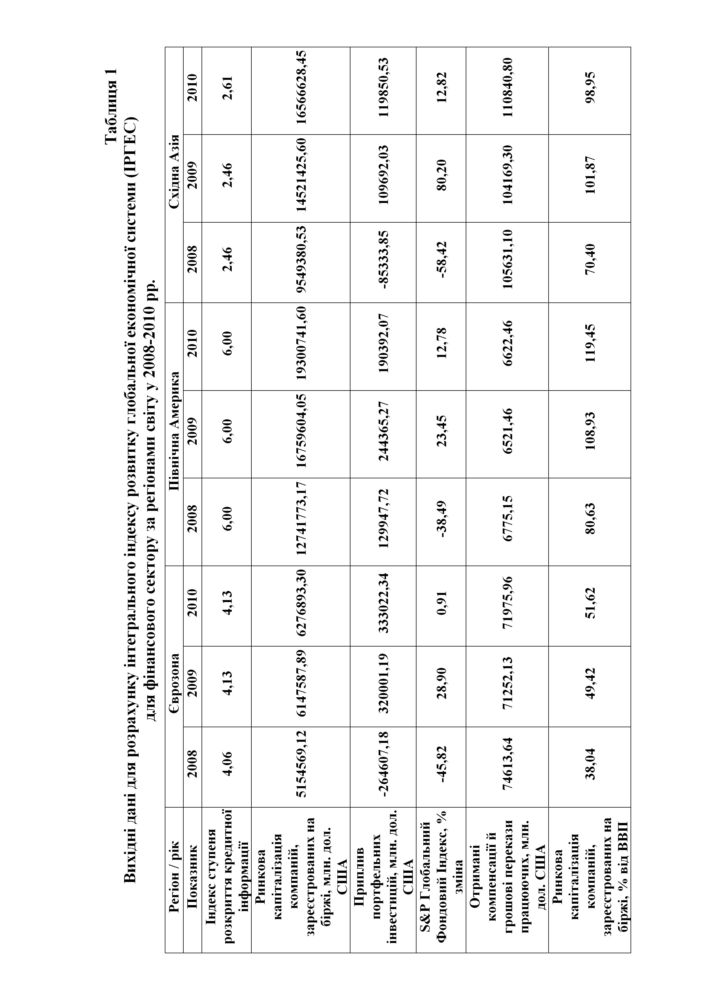 Таблиця 1
Вихідні дані для розрахунку інтегрального індексу розвитку глобальної економічної системи (ІРГЕС)
для фінансового сектору за регіонами світу у 2008-2010 рр.
Регіон / рік Єврозона Північна Америка Східна Азія
Показник 2008 2009 2010 2008 2009 2010 2008 2009 2010
Індекс ступеня
розкриття кредитної
інформації
4,06 4,13 4,13 6,00 6,00 6,00 2,46 2,46 2,61
Ринкова
капіталізація
компаній,
зареєстрованих на
біржі, млн. дол.
США
5154569,12 6147587,89 6276893,30 12741773,17 16759604,05 19300741,60 9549380,53 14521425,60 16566628,45
Приплив
портфельних
інвестицій, млн. дол.
США
-264607,18 320001,19 333022,34 129947,72 244365,27 190392,07 -85333,85 109692,03 119850,53
S&P Глобальний
Фондовий Індекс, %
зміна
-45,82 28,90 0,91 -38,49 23,45 12,78 -58,42 80,20 12,82
Отримані
компенсації й
грошові перекази
працюючих, млн.
дол. США
74613,64 71252,13 71975,96 6775,15 6521,46 6622,46 105631,10 104169,30 110840,80
Ринкова
капіталізація
компаній,
зареєстрованих на
біржі, % від ВВП
38,04 49,42 51,62 80,63 108,93 119,45 70,40 101,87 98,95